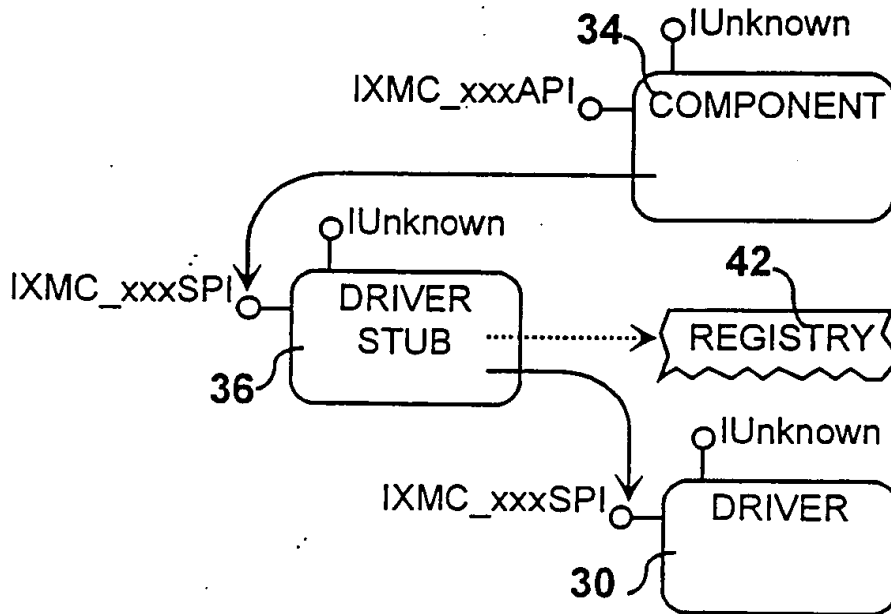 34
IUnknown
IXMC_xxxAPI
COMPONENT
IUnknown
IXMC_xxxSPI
DRIVER
STUB
42
REGISTRY
36
IUnknown
IXMC_xxxSPI
DRIVER
30